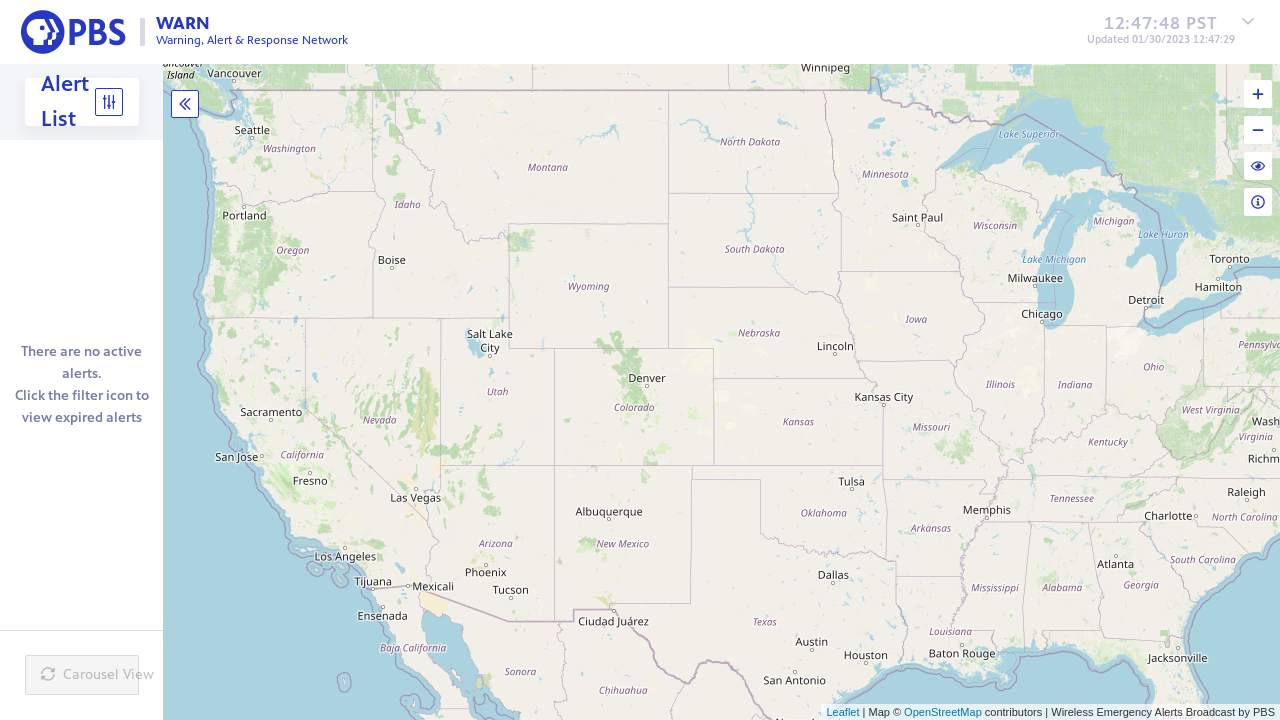 PBS
WARN
Warning, Alert & Response Network
12:47:48 PST
Updated 01/30/2023 12:47:29
Alert
List
There are no active
alerts.
Click the filter icon to
view expired alerts
Carousel View
Island
Vancouver
Winnipeg
Seattle
Washington
Montana
North Dakota
Lake Superior
Minnesota
Portland
Idaho
Saint Paul
Wisconsin
Michigan
Lake Huron
Oregon
Boise
South Dakota
Lake Michigan
Toronto
Wyoming
Milwaukee
Hamilton
Detroit
Chicago
Iowa
Salt Lake
City
Nebraska
Lincoln
Pennsylv
Ohio
Denver
Utah
Colorado
Illinois
Indiana
Kansas City
Sacramento
Nevada
Kansas
Missouri
West Virginia
Wash
Virginia
Kentucky
San Jose
California
Richm
Fresno
Tulsa
Las Vegas
Tennessee
Raleigh
Albuquerque
Oklahoma
Memphis
Charlotte
North Carolina
Arkansas
Arizona
New Mexico
Los Angeles
South Carolina
Atlanta
Phoenix
Dallas
Tijuana
Mexicali
Tucson
Mississippi
Alabama
Georgia
Ensenada
Ciudad Juárez
Texas
Louisiana
Baja California
Austin
Houston
Baton Rouge
Jacksonville
Sonora
San Antonio
Chihuahua
Leaflet | Map © OpenStreetMap contributors | Wireless Emergency Alerts Broadcast by PBS